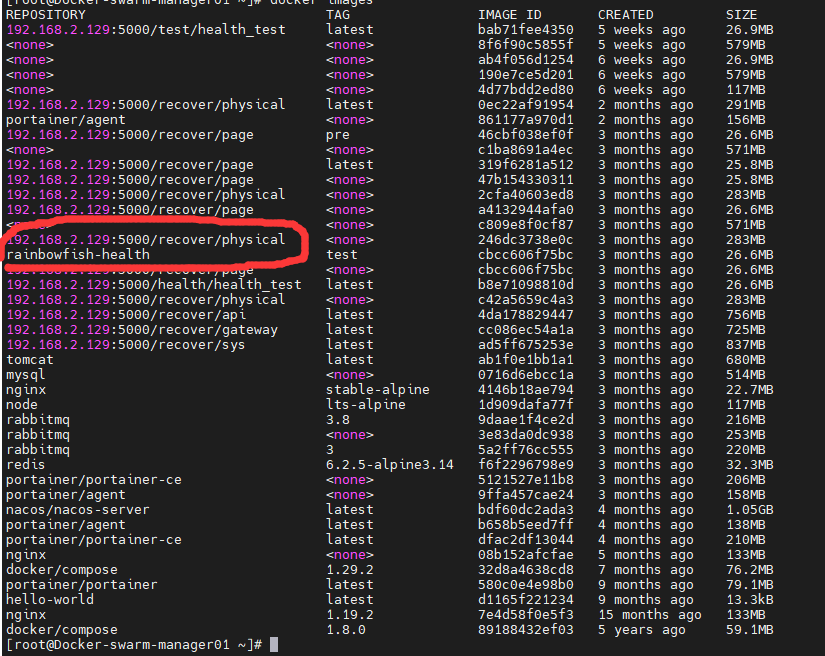 [root@Docker-swarm-manager01 ~]# docker images
REPOSITORY TAG IMAGE ID CREATED SIZE
192.168.2.129:5000/test/health_test latest bab71fee4350 5 weeks ago 26.9MB
<none> <none> 8f6f90c5855f 5 weeks ago 579MB
<none> <none> ab4f056d1254 6 weeks ago 26.9MB
<none> <none> 190e7ce5d201 6 weeks ago 579MB
<none> <none> 4d77bdd2ed80 6 weeks ago 117MB
192.168.2.129:5000/recover/physical latest 0ec22af91954 2 months ago 291MB
portainer/agent <none> 861177a970d1 2 months ago 156MB
192.168.2.129:5000/recover/page pre 46cbf038ef0f 3 months ago 26.6MB
<none> <none> c1ba8691a4ec 3 months ago 571MB
192.168.2.129:5000/recover/page latest 319f6281a512 3 months ago 25.8MB
192.168.2.129:5000/recover/page <none> 47b154330311 3 months ago 25.8MB
192.168.2.129:5000/recover/physical <none> 2cfa40603ed8 3 months ago 283MB
192.168.2.129:5000/recover/page <none> a4132944afa0 3 months ago 26.6MB
<none> <none> c809e8f0cf87 3 months ago 571MB
192.168.2.129:5000/recover/physical <none> 246dc3738e0c 3 months ago 283MB
rainbowfish-health test cbcc606f75bc 3 months ago 26.6MB
192.168.2.129:5000/recover/page <none> cbcc606f75bc 3 months ago 26.6MB
192.168.2.129:5000/health/health_test latest b8e71098810d 3 months ago 26.6MB
192.168.2.129:5000/recover/physical <none> c42a5659c4a3 3 months ago 283MB
192.168.2.129:5000/recover/api latest 4da178829447 3 months ago 756MB
192.168.2.129:5000/recover/gateway latest cc086ec54a1a 3 months ago 725MB
192.168.2.129:5000/recover/sys latest ad5ff675253e 3 months ago 837MB
tomcat latest ab1f0e1bb1a1 3 months ago 680MB
mysql <none> 0716d6ebcc1a 3 months ago 514MB
nginx stable-alpine 4146b18ae794 3 months ago 22.7MB
node lts-alpine 1d909dafa77f 3 months ago 117MB
rabbitmq 3.8 9daae1f4ce2d 3 months ago 216MB
rabbitmq <none> 3e83da0dc938 3 months ago 253MB
rabbitmq 3 5a2ff76cc555 3 months ago 220MB
redis 6.2.5-alpine3.14 f6f2296798e9 3 months ago 32.3MB
portainer/portainer-ce <none> 5121527e11b8 3 months ago 206MB
portainer/agent <none> 9ffa457cae24 3 months ago 158MB
nacos/nacos-server latest bdf60dc2ada3 4 months ago 1.05GB
portainer/agent latest b658b5eed7ff 4 months ago 138MB
portainer/portainer-ce latest dfac2df13044 4 months ago 210MB
nginx <none> 08b152afcfae 5 months ago 133MB
docker/compose 1.29.2 32d8a4638cd8 7 months ago 76.2MB
portainer/portainer latest 580c0e4e98b0 9 months ago 79.1MB
hello-world latest d1165f221234 9 months ago 13.3kB
nginx 1.19.2 7e4d58f0e5f3 15 months ago 133MB
docker/compose 1.8.0 89188432ef03 5 years ago 59.1MB
[root@Docker-swarm-manager01 ~]#